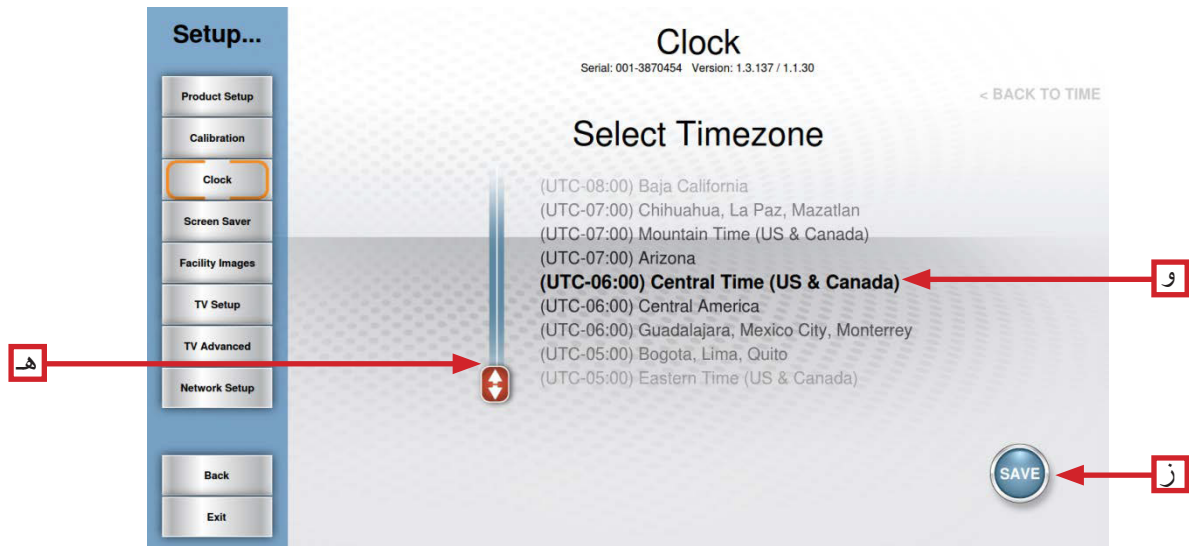 Setup...
Product Setup
Calibration
Clock
Screen Saver
Facility Images
TV Setup
TV Advanced
Network Setup
Back
Exit
Clock
Serial: 001-3870454 Version: 1.3.137 / 1.1.30
< BACK TO TIME
Select Timezone
(UTC-08:00) Baja California
(UTC-07:00) Chihuahua, La Paz, Mazatlan
(UTC-07:00) Mountain Time (US & Canada)
(UTC-07:00) Arizona
(UTC-06:00) Central Time (US & Canada)
(UTC-06:00) Central America
(UTC-06:00) Guadalajara, Mexico City, Monterrey
(UTC-05:00) Bogota, Lima, Quito
(UTC-05:00) Eastern Time (US & Canada)
SAVE
هـ
و
ز